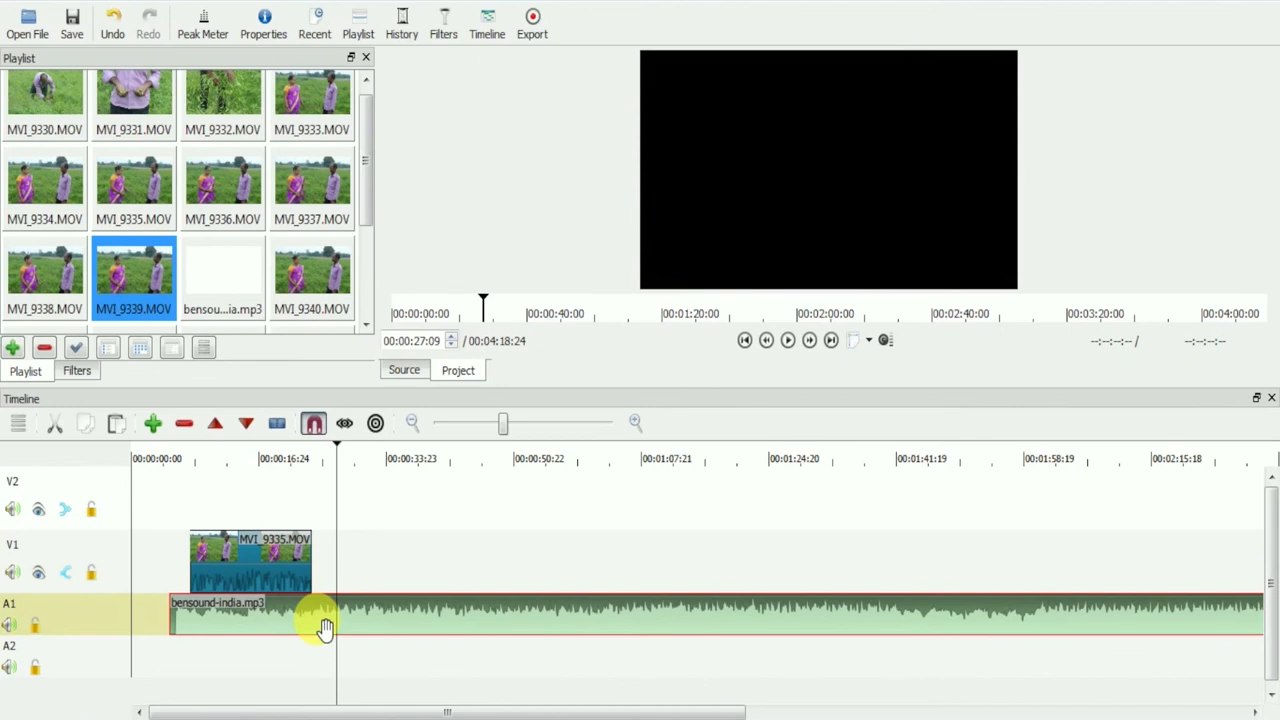 Open File Save Undo Redo Peak Meter Properties Recent Playlist History Filters Timeline Export
Playlist
MVI_9330.MOV MVI_9331.MOV MVI_9332.MOV MVI_9333.MOV
MVI_9334.MOV MVI_9335.MOV MVI_9336.MOV MVI_9337.MOV
MVI_9338.MOV MVI_9339.MOV bensou...ia.mp3 MVI_9340.MOV
00:00:00:00 00:00:40:00 00:01:20:00 00:02:00:00 00:02:40:00 00:03:20:00 00:04:00:00
00:00:27:09 / 00:04:18:24 --:--:--:-- / --:--:--:--
Playlist Filters
Source Project
Timeline
00:00:00:00 00:00:16:24 00:00:33:23 00:00:50:22 00:01:07:21 00:01:24:20 00:01:41:19 00:01:58:19 00:02:15:18
V2
V1
MVI_9335.MOV
A1
bensound-india.mp3
A2